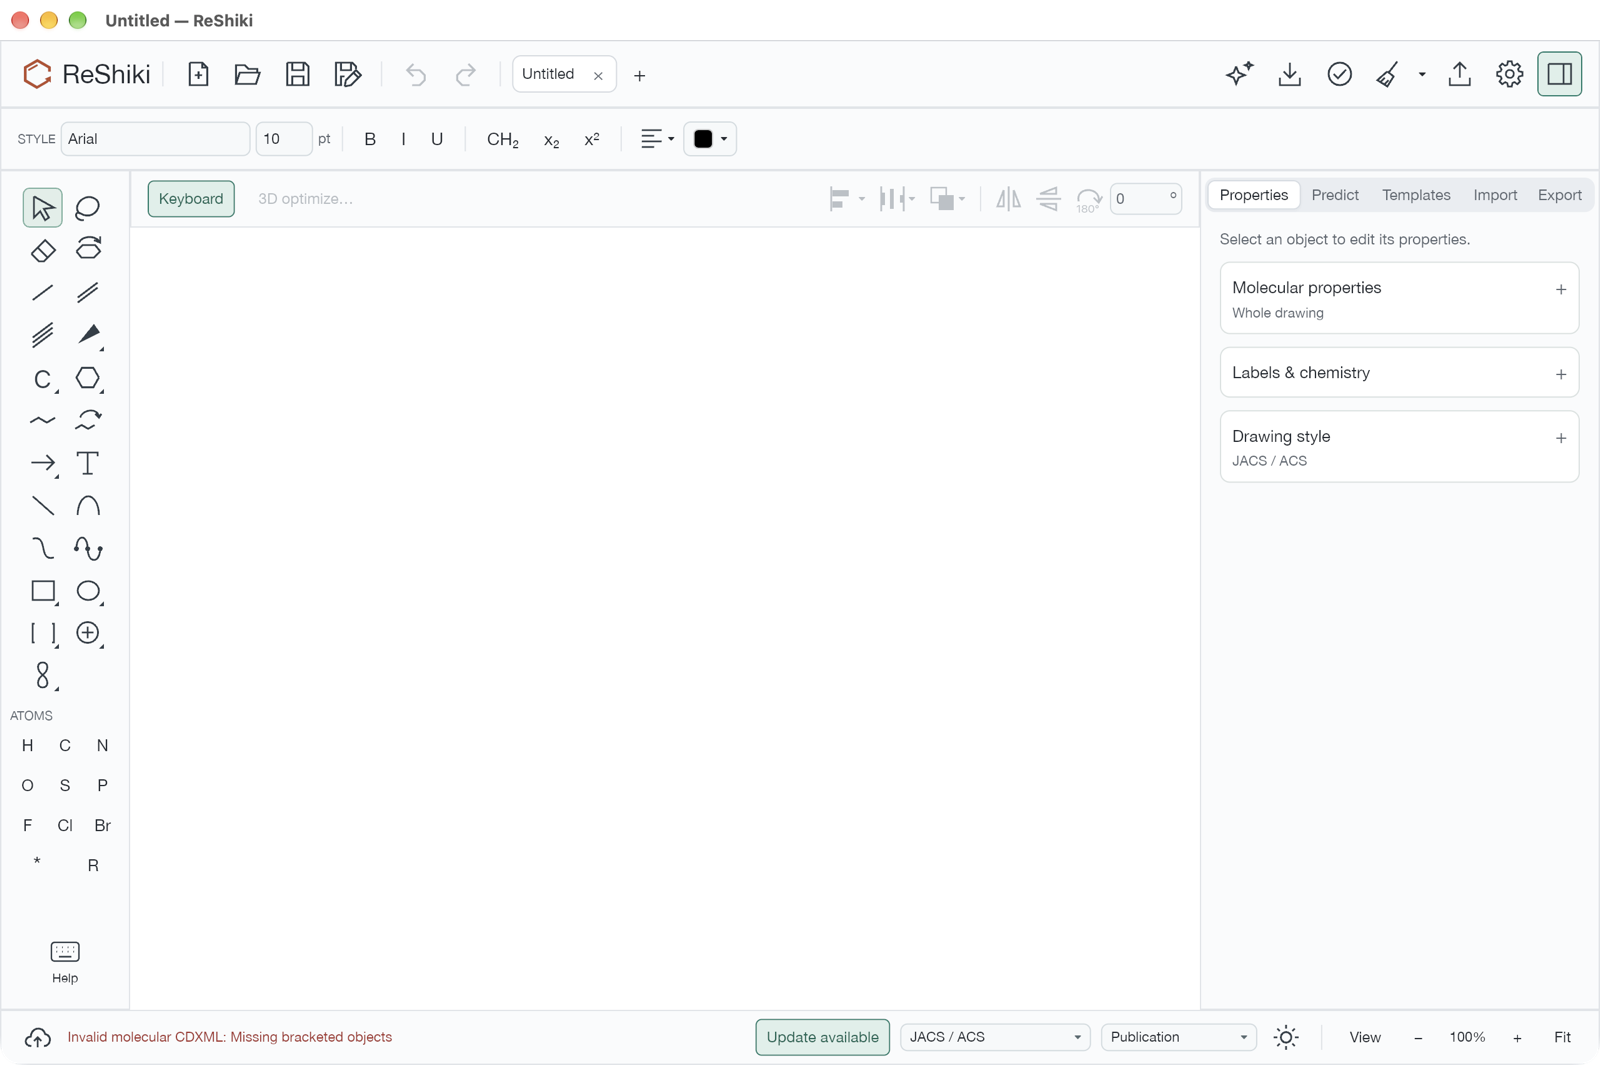 Untitled — ReShiki
ReShiki
Untitled × +
STYLE Arial 10 pt B I U CH₂ x₂ x²
Keyboard 3D optimize...
180° 0 °
Properties Predict Templates Import Export
Select an object to edit its properties.
Molecular properties +
Whole drawing
Labels & chemistry +
Drawing style +
JACS / ACS
C
T
[ ]
ATOMS
H C N
O S P
F Cl Br
* R
Help
Invalid molecular CDXML: Missing bracketed objects
Update available JACS / ACS Publication View – 100% + Fit